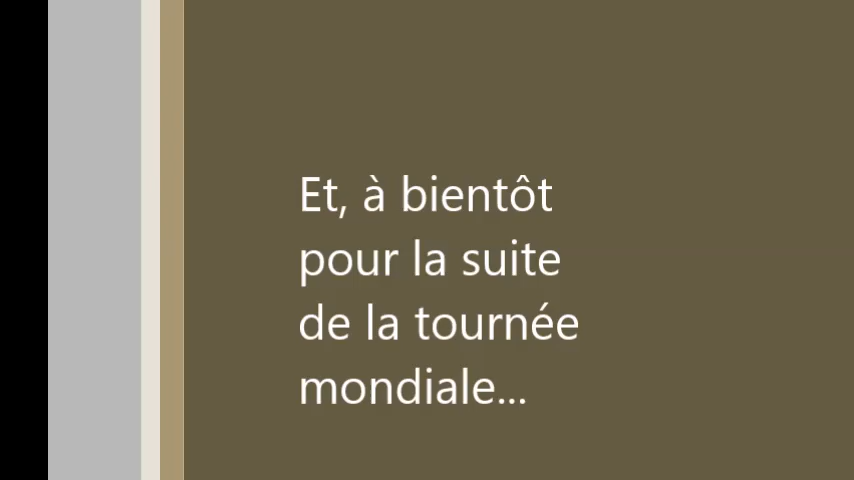 Et, à bientôt
pour la suite
de la tournée
mondiale...